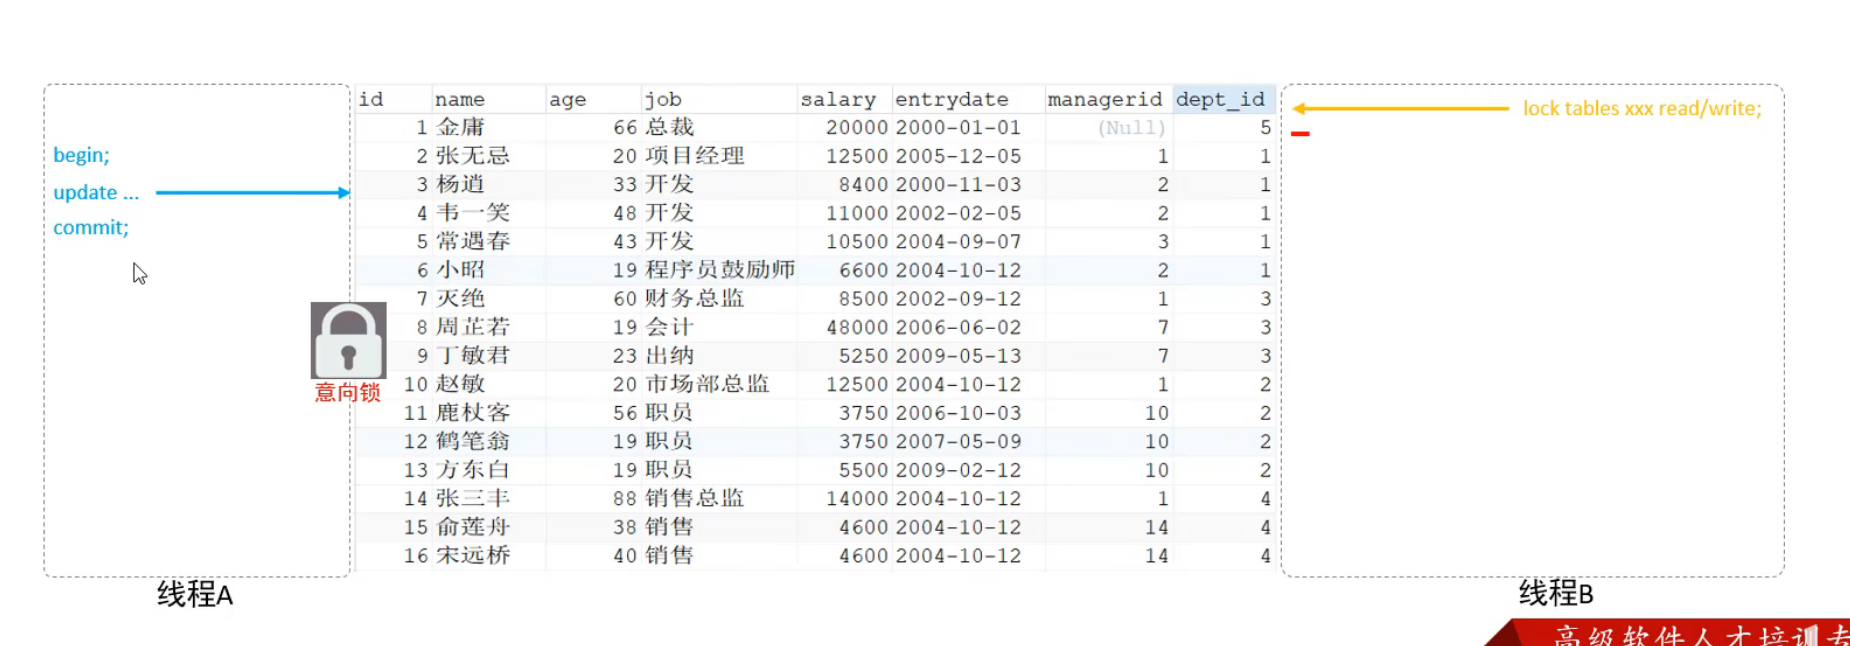 id name age job salary entrydate managerid dept_id
1 金庸 66 总裁 20000 2000-01-01 (Null) 5
2 张无忌 20 项目经理 12500 2005-12-05 1 1
3 杨逍 33 开发 8400 2000-11-03 2 1
4 韦一笑 48 开发 11000 2002-02-05 2 1
5 常遇春 43 开发 10500 2004-09-07 3 1
6 小昭 19 程序员鼓励师 6600 2004-10-12 2 1
7 灭绝 60 财务总监 8500 2002-09-12 1 3
8 周芷若 19 会计 48000 2006-06-02 7 3
9 丁敏君 23 出纳 5250 2009-05-13 7 3
10 赵敏 20 市场部总监 12500 2004-10-12 1 2
11 鹿杖客 56 职员 3750 2006-10-03 10 2
12 鹤笔翁 19 职员 3750 2007-05-09 10 2
13 方东白 19 职员 5500 2009-02-12 10 2
14 张三丰 88 销售总监 14000 2004-10-12 1 4
15 俞莲舟 38 销售 4600 2004-10-12 14 4
16 宋远桥 40 销售 4600 2004-10-12 14 4
begin;
update ...
commit;
意向锁
线程A
lock tables xxx read/write;
线程B
高级软件人才培训专